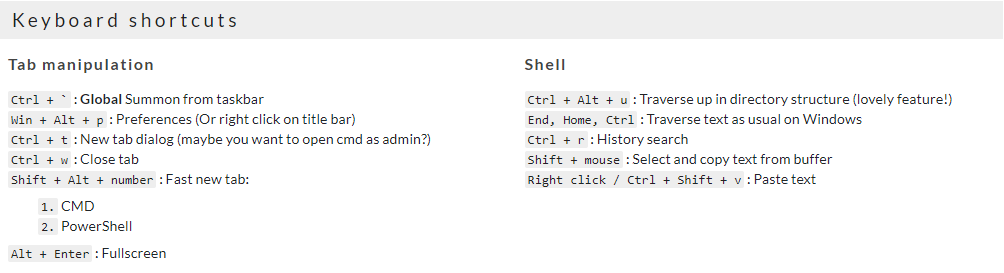 Keyboard shortcuts
Tab manipulation
Ctrl + ` : Global Summon from taskbar
Win + Alt + p : Preferences (Or right click on title bar)
Ctrl + t : New tab dialog (maybe you want to open cmd as admin?)
Ctrl + w : Close tab
Shift + Alt + number : Fast new tab:
1. CMD
2. PowerShell
Alt + Enter : Fullscreen
Shell
Ctrl + Alt + u : Traverse up in directory structure (lovely feature!)
End, Home, Ctrl : Traverse text as usual on Windows
Ctrl + r : History search
Shift + mouse : Select and copy text from buffer
Right click / Ctrl + Shift + v : Paste text